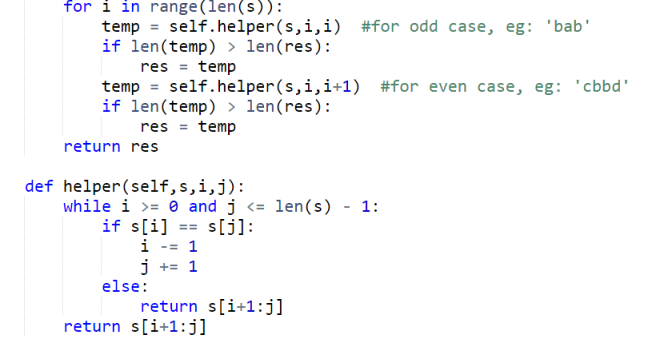 for i in range(len(s)):
temp = self.helper(s,i,i)  #for odd case, eg: 'bab'
if len(temp) > len(res):
res = temp
temp = self.helper(s,i,i+1)  #for even case, eg: 'cbbd'
if len(temp) > len(res):
res = temp
return res
def helper(self,s,i,j):
while i >= 0 and j <= len(s) - 1:
if s[i] == s[j]:
i -= 1
j += 1
else:
return s[i+1:j]
return s[i+1:j]